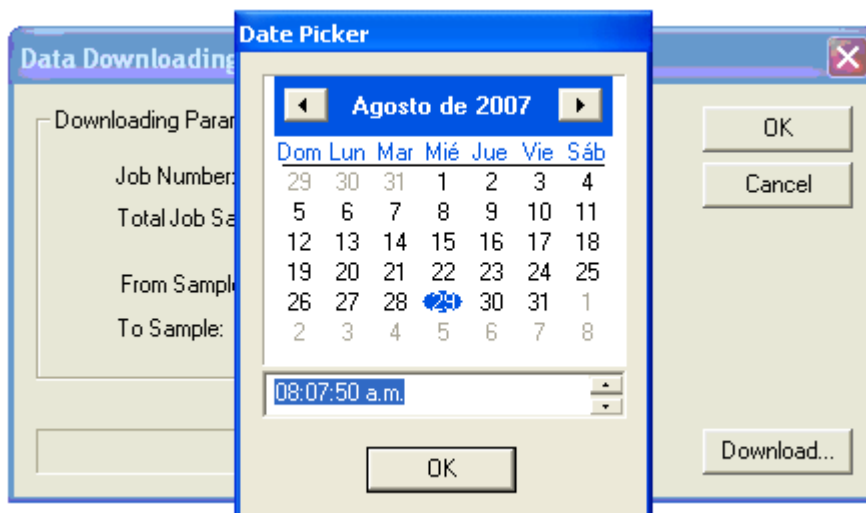 Date Picker
Data Downloading
Agosto de 2007
Dom Lun Mar Mié Jue Vie Sáb
29 30 31 1 2 3 4
5 6 7 8 9 10 11
12 13 14 15 16 17 18
19 20 21 22 23 24 25
26 27 28 29 30 31 1
2 3 4 5 6 7 8
08:07:50 a.m.
OK
Downloading Parar
Job Number:
Total Job Sa
From Sample
To Sample:
OK
Cancel
Download...